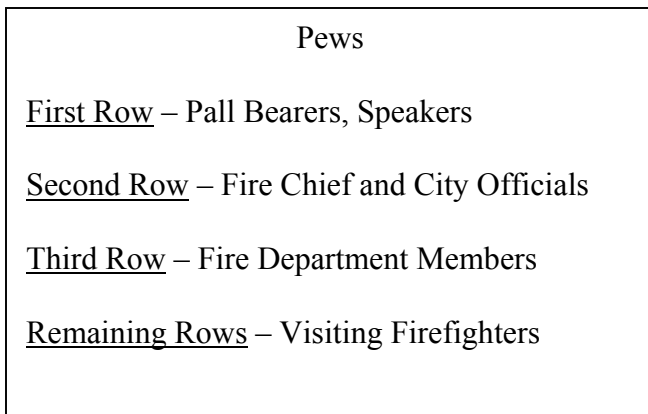 Pews
First Row – Pall Bearers, Speakers
Second Row – Fire Chief and City Officials
Third Row – Fire Department Members
Remaining Rows – Visiting Firefighters